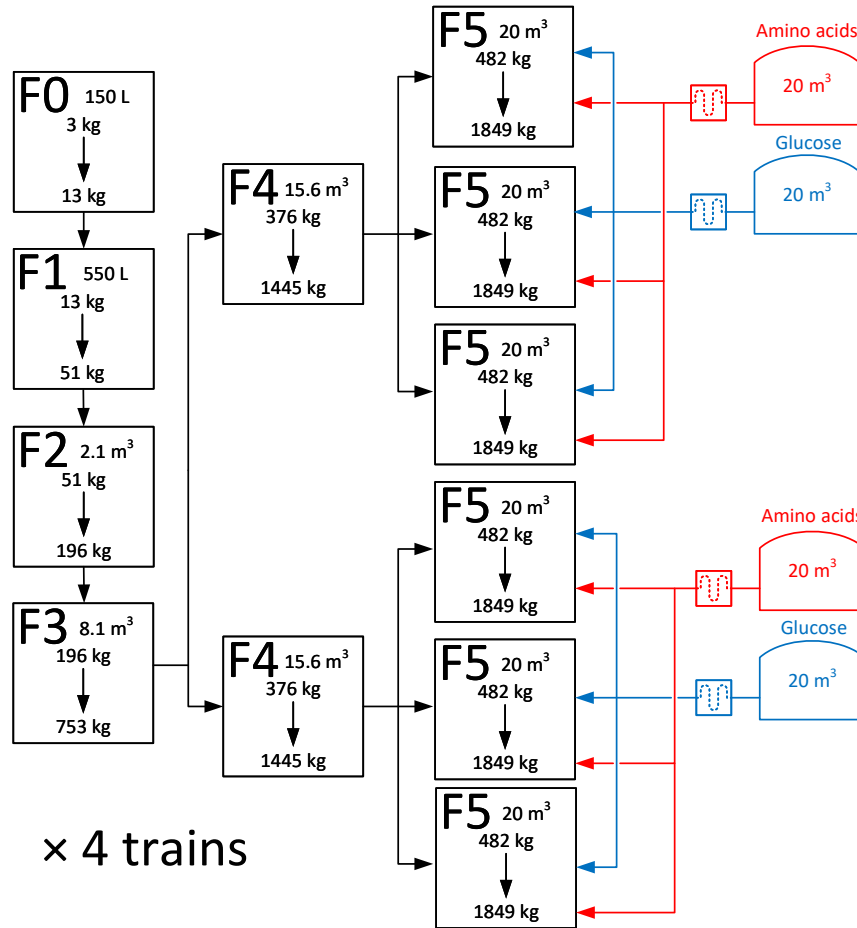 F0 150 L
3 kg
13 kg
F1 550 L
13 kg
51 kg
F2 2.1 m³
51 kg
196 kg
F3 8.1 m³
196 kg
753 kg
× 4 trains
F4 15.6 m³
376 kg
1445 kg
F4 15.6 m³
376 kg
1445 kg
F5 20 m³
482 kg
1849 kg
F5 20 m³
482 kg
1849 kg
F5 20 m³
482 kg
1849 kg
F5 20 m³
482 kg
1849 kg
F5 20 m³
482 kg
1849 kg
F5 20 m³
482 kg
1849 kg
Amino acids
20 m³
Glucose
20 m³
Amino acids
20 m³
Glucose
20 m³